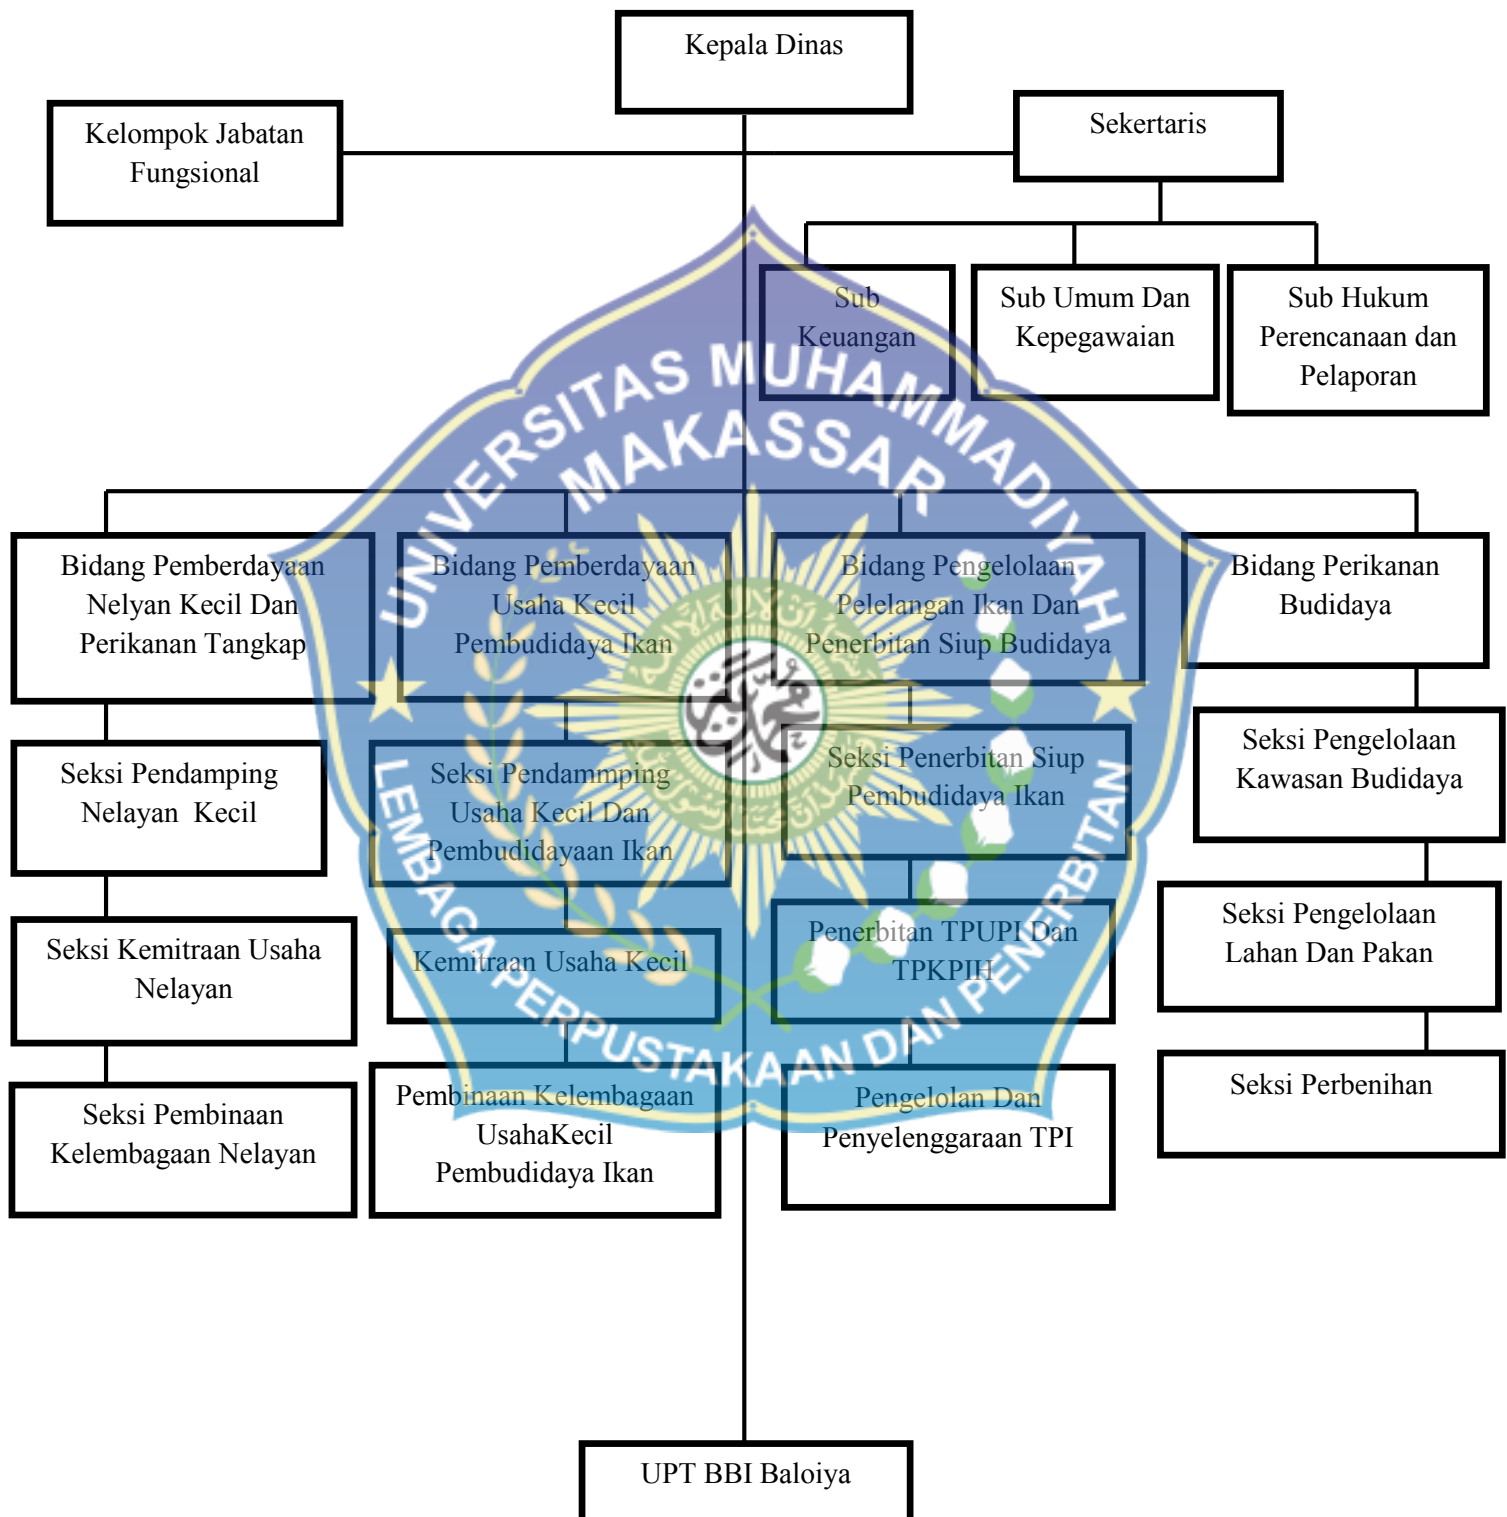 Kepala Dinas
Kelompok Jabatan
Fungsional
Sekertaris
Sub
Keuangan
Sub Umum Dan
Kepegawaian
Sub Hukum
Perencanaan dan
Pelaporan
UNIVERSITAS MUHAMMADIYAH
MAKASSAR
Bidang Pemberdayaan
Nelyan Kecil Dan
Perikanan Tangkap
Bidang Pemberdayaan
Usaha Kecil
Pembudidaya Ikan
Bidang Pengelolaan
Pelelangan Ikan Dan
Penerbitan Siup Budidaya
Bidang Perikanan
Budidaya
Seksi Pendamping
Nelayan  Kecil
Seksi Pendammping
Usaha Kecil Dan
Pembudidayaan Ikan
Seksi Penerbitan Siup
Pembudidaya Ikan
Seksi Pengelolaan
Kawasan Budidaya
Seksi Kemitraan Usaha
Nelayan
Kemitraan Usaha Kecil
Penerbitan TPUPI Dan
TPKPIH
Seksi Pengelolaan
Lahan Dan Pakan
Seksi Pembinaan
Kelembagaan Nelayan
Pembinaan Kelembagaan
UsahaKecil
Pembudidaya Ikan
Pengelolan Dan
Penyelenggaraan TPI
Seksi Perbenihan
LEMBAGA PERPUSTAKAAN DAN PENERBITAN
UPT BBI Baloiya